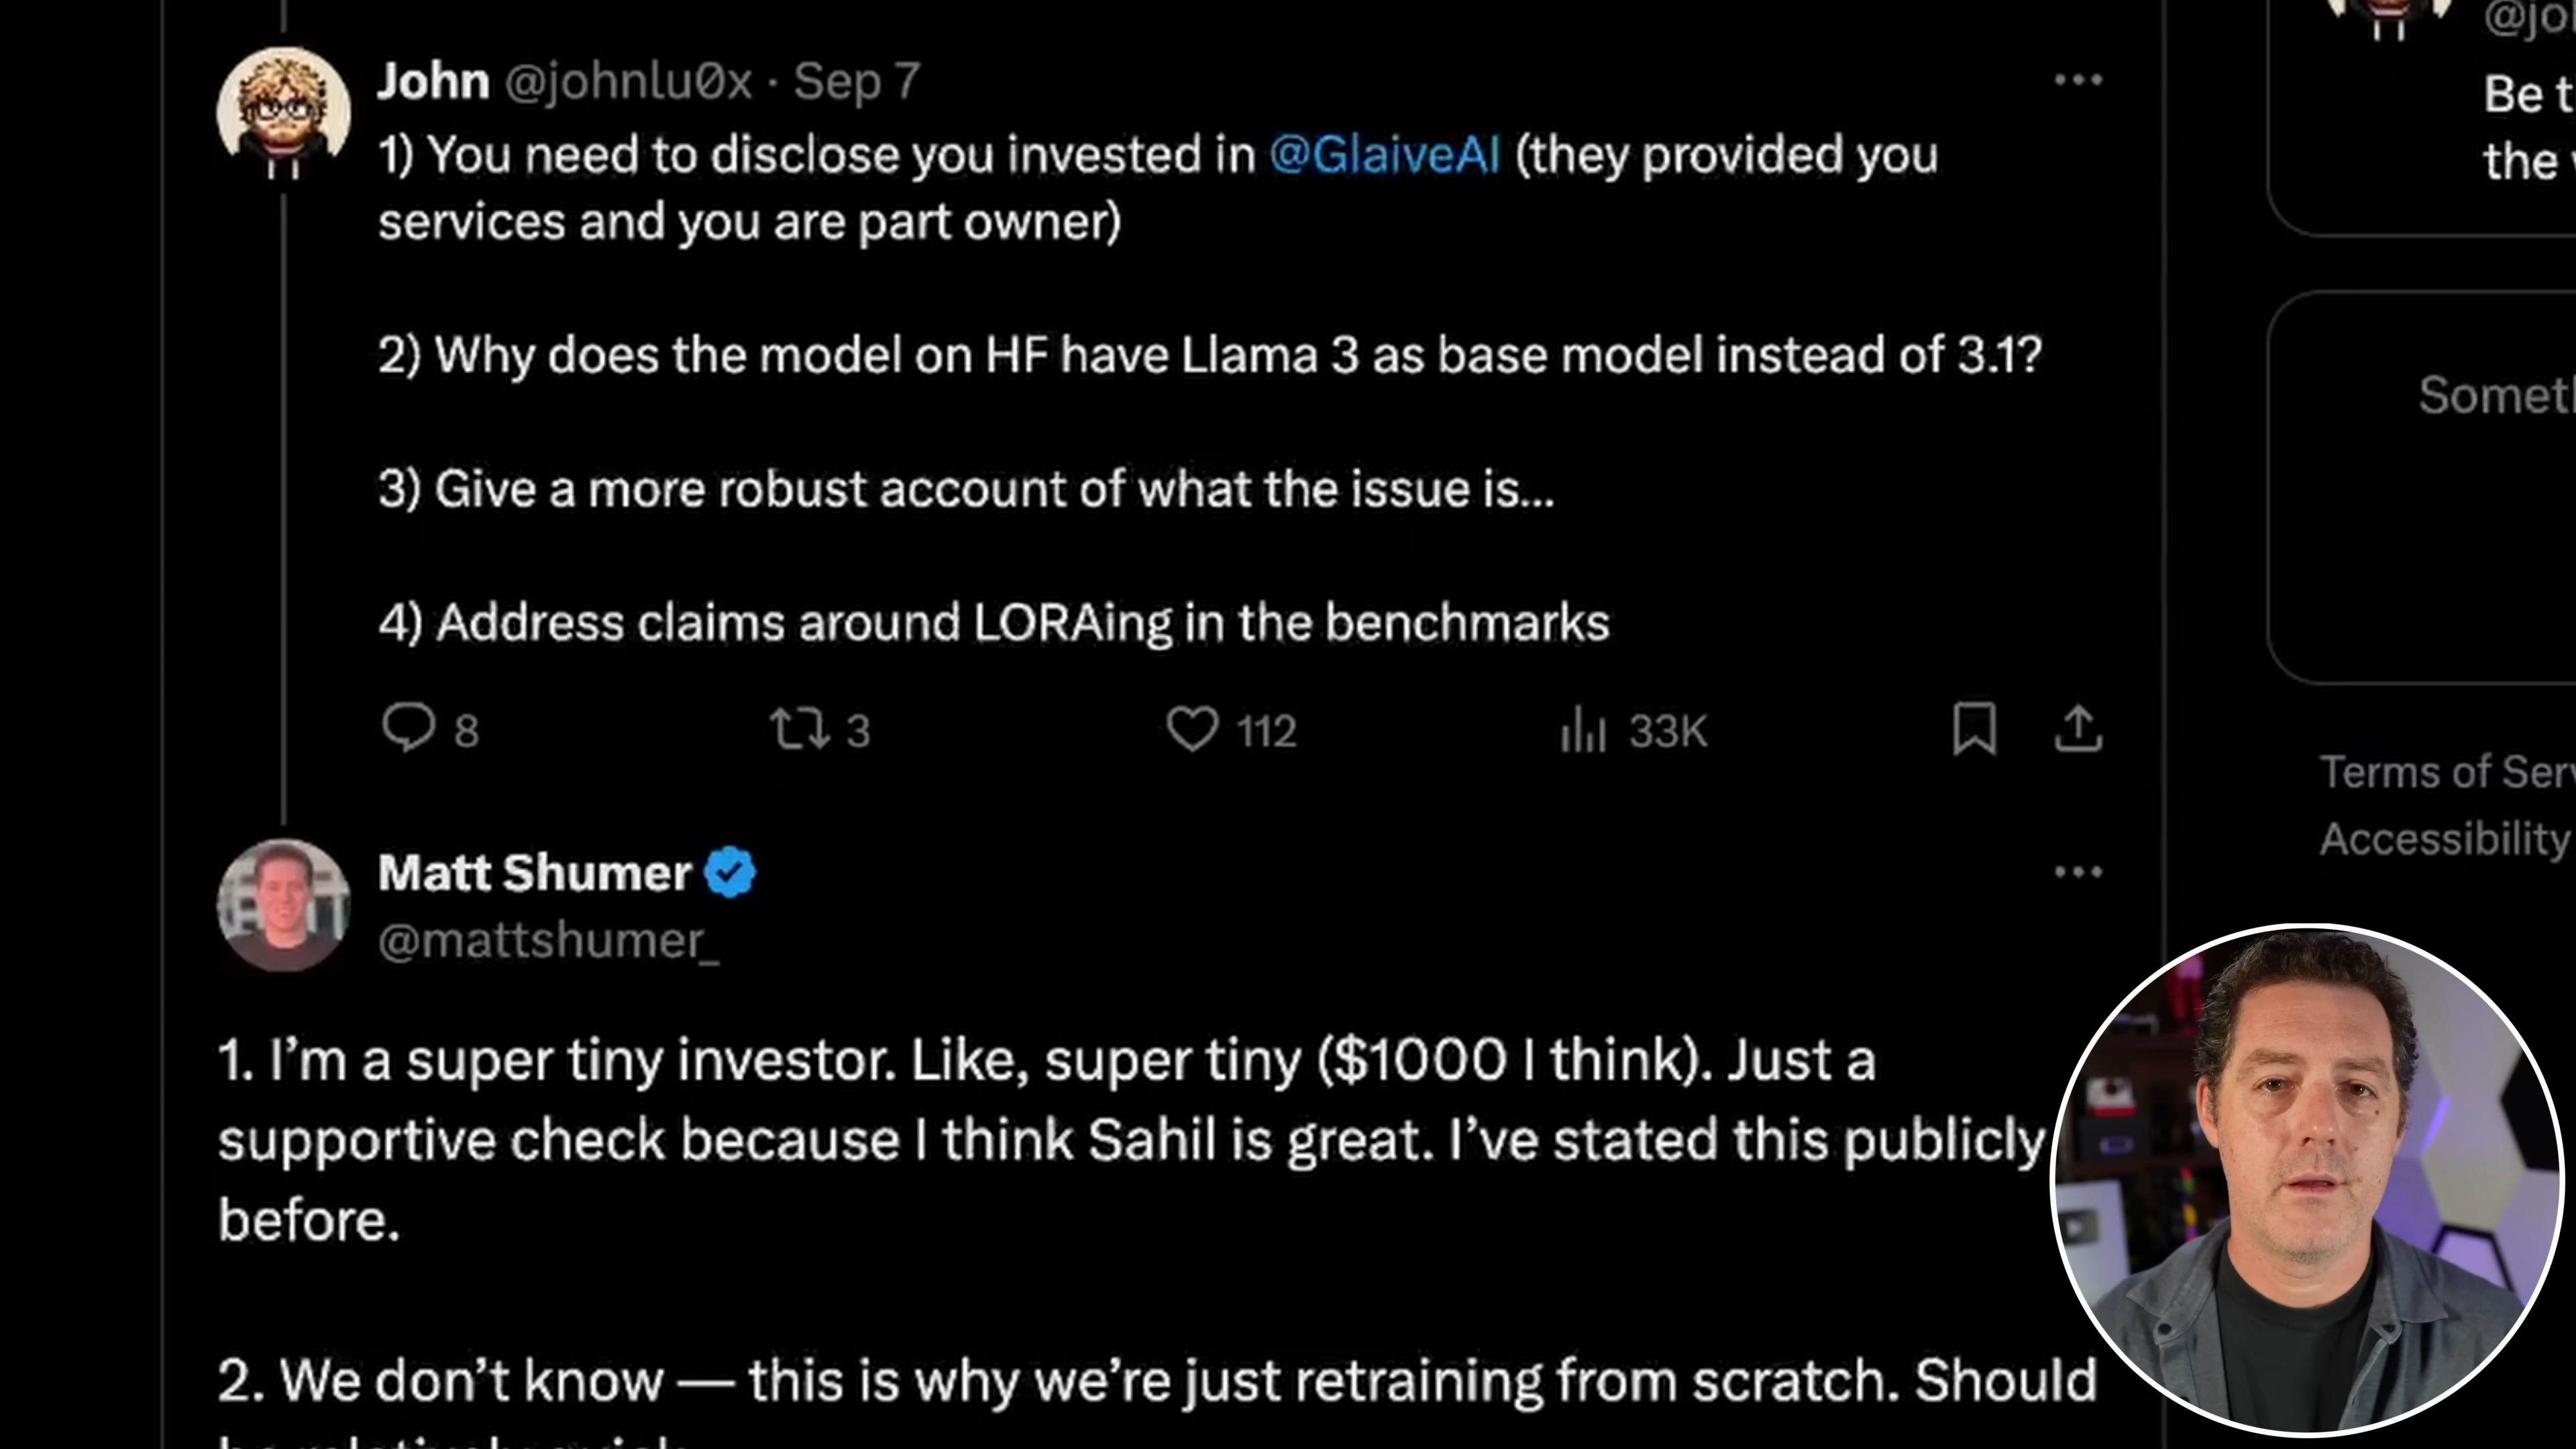 @jo
Be t
the
John @johnlu0x · Sep 7
1) You need to disclose you invested in @GlaiveAI (they provided you
services and you are part owner)
2) Why does the model on HF have Llama 3 as base model instead of 3.1?
3) Give a more robust account of what the issue is...
4) Address claims around LORAing in the benchmarks
8 3 112 33K
Someth
Terms of Serv
Accessibility
Matt Shumer
@mattshumer_
1. I'm a super tiny investor. Like, super tiny ($1000 I think). Just a
supportive check because I think Sahil is great. I've stated this publicly
before.
2. We don't know — this is why we're just retraining from scratch. Should